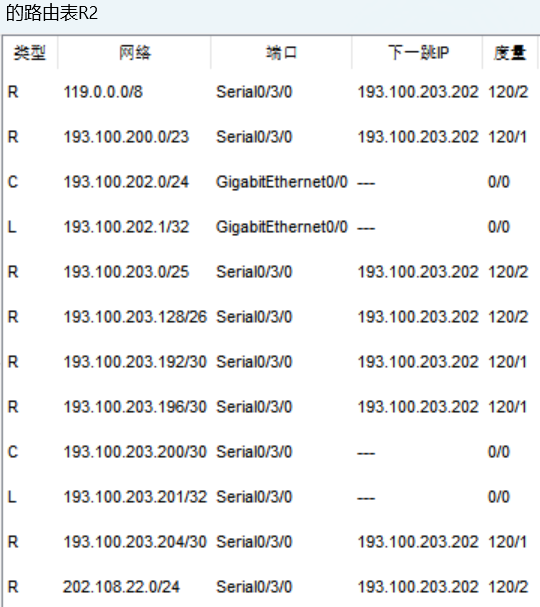 的路由表R2
类型 网络 端口 下一跳IP 度量
R 119.0.0.0/8 Serial0/3/0 193.100.203.202 120/2
R 193.100.200.0/23 Serial0/3/0 193.100.203.202 120/1
C 193.100.202.0/24 GigabitEthernet0/0 --- 0/0
L 193.100.202.1/32 GigabitEthernet0/0 --- 0/0
R 193.100.203.0/25 Serial0/3/0 193.100.203.202 120/2
R 193.100.203.128/26 Serial0/3/0 193.100.203.202 120/2
R 193.100.203.192/30 Serial0/3/0 193.100.203.202 120/1
R 193.100.203.196/30 Serial0/3/0 193.100.203.202 120/1
C 193.100.203.200/30 Serial0/3/0 --- 0/0
L 193.100.203.201/32 Serial0/3/0 --- 0/0
R 193.100.203.204/30 Serial0/3/0 193.100.203.202 120/1
R 202.108.22.0/24 Serial0/3/0 193.100.203.202 120/2